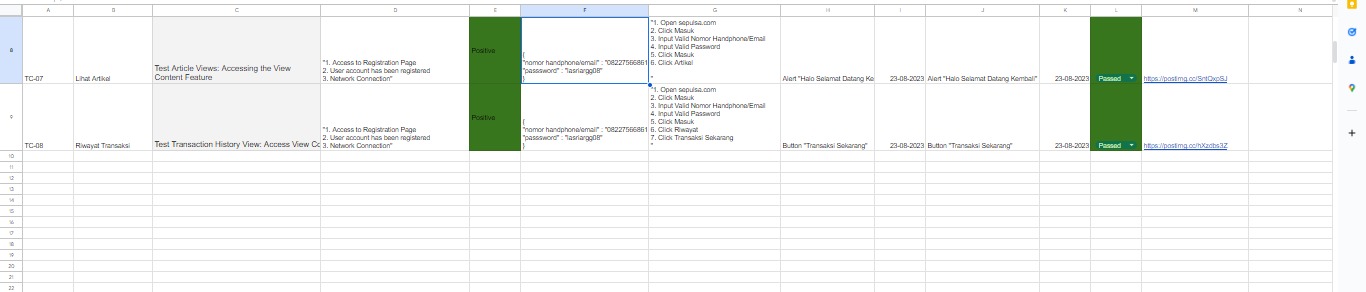 A B C D E F G H I J K L M N
8
TC-07
Lihat Artikel
Test Article Views: Accessing the View
Content Feature
"1. Access to Registration Page
2. User account has been registered
3. Network Connection"
Positive
{
"nomor handphone/email" : "08227566861
"passsword" : "lasriargg08"
}
"1. Open sepulsa.com
2. Click Masuk
3. Input Valid Nomor Handphone/Email
4. Input Valid Password
5. Click Masuk
6. Click Artikel
"
Alert "Halo Selamat Datang Ke
23-08-2023
Alert "Halo Selamat Datang Kembali"
23-08-2023
Passed
https://postimg.cc/SntQxpSJ
9
TC-08
Riwayat Transaksi
Test Transaction History View: Access View Co
"1. Access to Registration Page
2. User account has been registered
3. Network Connection"
Positive
{
"nomor handphone/email" : "08227566861
"passsword" : "lasriargg08"
}
"1. Open sepulsa.com
2. Click Masuk
3. Input Valid Nomor Handphone/Email
4. Input Valid Password
5. Click Masuk
6. Click Riwayat
7. Click Transaksi Sekarang
"
Button "Transaksi Sekarang"
23-08-2023
Button "Transaksi Sekarang"
23-08-2023
Passed
https://postimg.cc/hXzdbs3Z
10
11
12
13
14
15
16
17
18
19
20
21
22